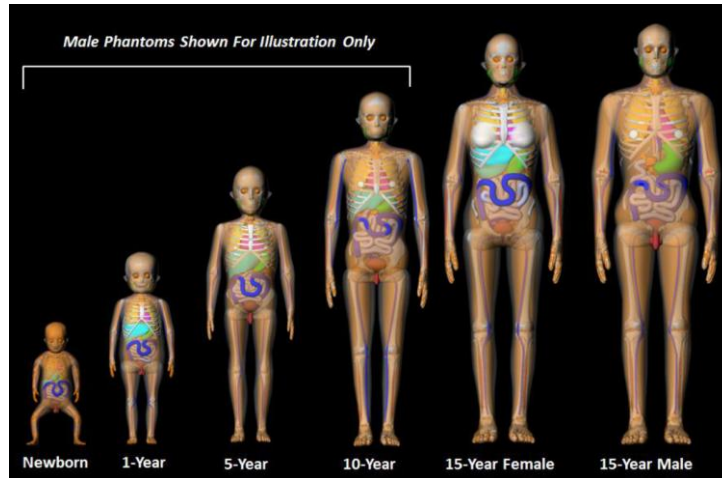 Male Phantoms Shown For Illustration Only
Newborn 1-Year 5-Year 10-Year 15-Year Female 15-Year Male